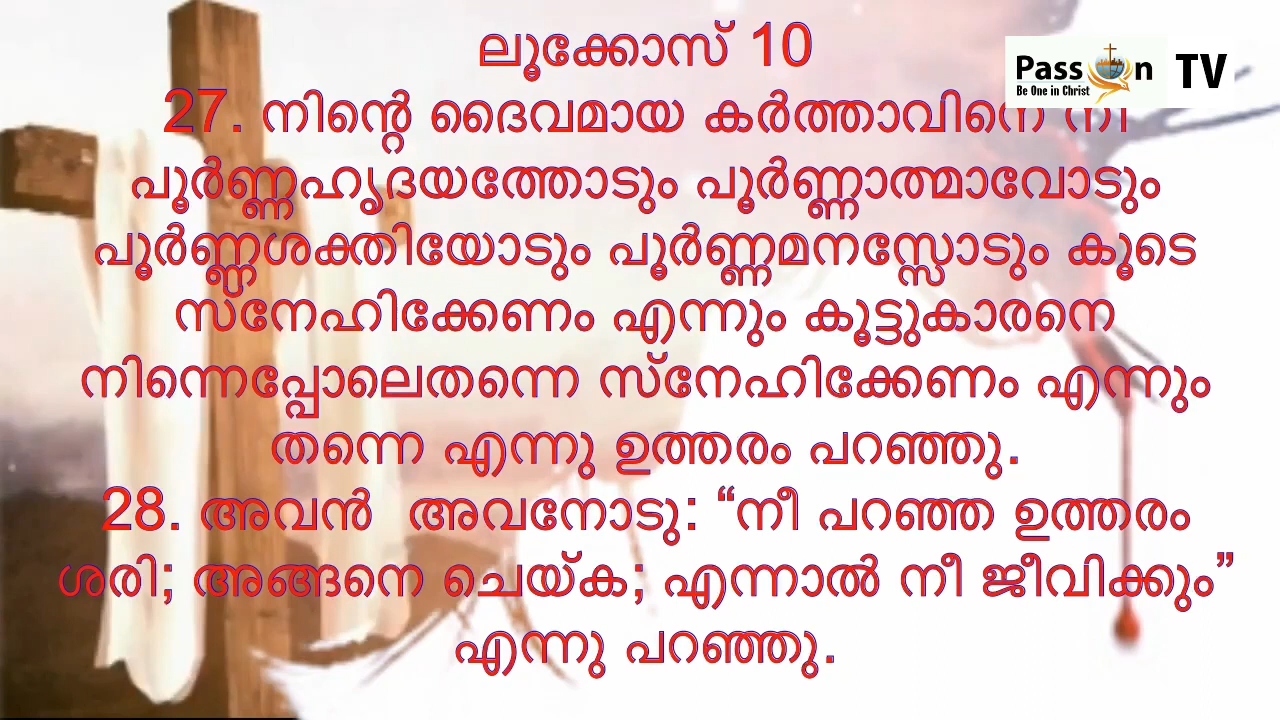 ലൂക്കോസ് 10
Pass n TV
Be One in Christ
27. നിന്റെ ദൈവമായ കർത്താവിനെ നീ
പൂർണ്ണഹൃദയത്തോടും പൂർണ്ണാത്മാവോടും
പൂർണ്ണശക്തിയോടും പൂർണ്ണമനസ്സോടും കൂടെ
സ്നേഹിക്കേണം എന്നും കൂട്ടുകാരനെ
നിന്നെപ്പോലെതന്നെ സ്നേഹിക്കേണം എന്നും
തന്നെ എന്നു ഉത്തരം പറഞ്ഞു.
28. അവൻ അവനോടു: “നീ പറഞ്ഞ ഉത്തരം
ശരി; അങ്ങനെ ചെയ്ക; എന്നാൽ നീ ജീവിക്കും”
എന്നു പറഞ്ഞു.